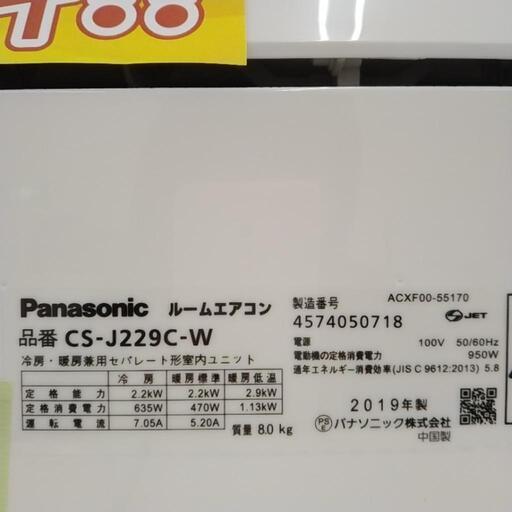 Panasonic ルームエアコン
品番 CS-J229C-W
冷房・暖房兼用セパレート形室内ユニット
冷房 暖房標準 暖房低温
定格能力 2.2kW 2.2kW 2.9kW
定格消費電力 635W 470W 1.13kW
運転電流 7.05A 5.20A
質量 8.0kg
ACXF00-55170
製造番号
4574050718
JET
電源 100V 50/60Hz
電動機の定格消費電力 950W
通年エネルギー消費効率(JIS C 9612:2013) 5.8
2019年製
PS E パナソニック株式会社
中国製